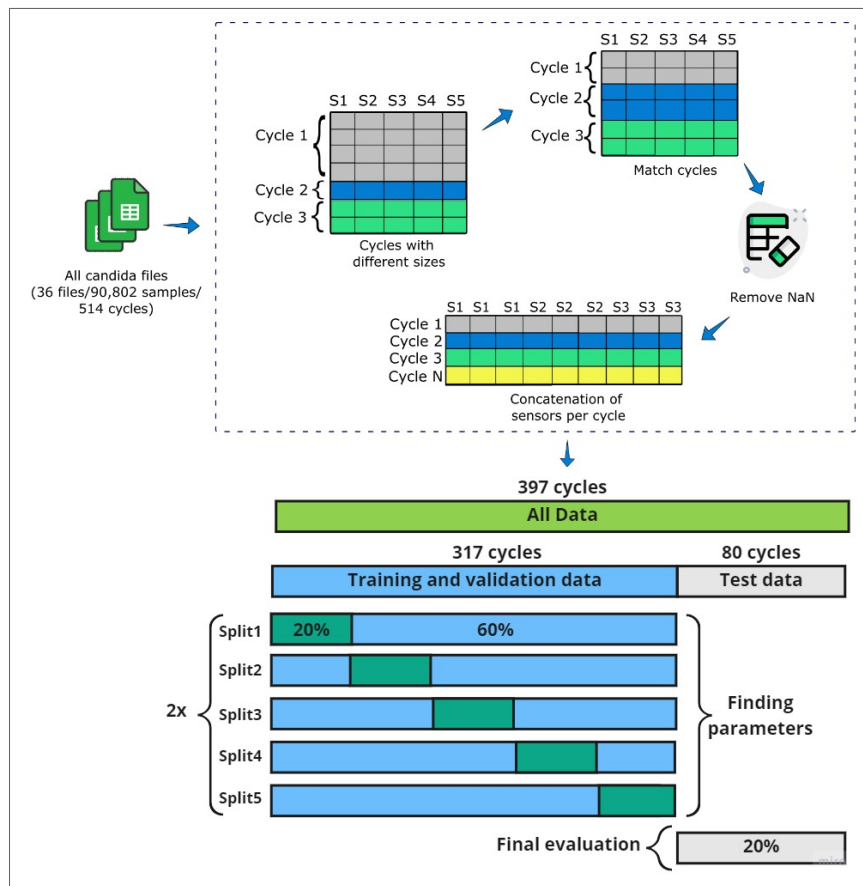 S1 S2 S3 S4 S5
Cycle 1
Cycle 2
Cycle 3
Match cycles
S1 S2 S3 S4 S5
Cycle 1
Cycle 2
Cycle 3
Cycles with
different sizes
All candida files
(36 files/90,802 samples/
514 cycles)
Remove NaN
S1 S1 S1 S2 S2 S2 S3 S3 S3
Cycle 1
Cycle 2
Cycle 3
Cycle N
Concatenation of
sensors per cycle
397 cycles
All Data
317 cycles 80 cycles
Training and validation data Test data
Split1 20% 60%
Split2
2x Split3 Finding
parameters
Split4
Split5
Final evaluation 20%
miro